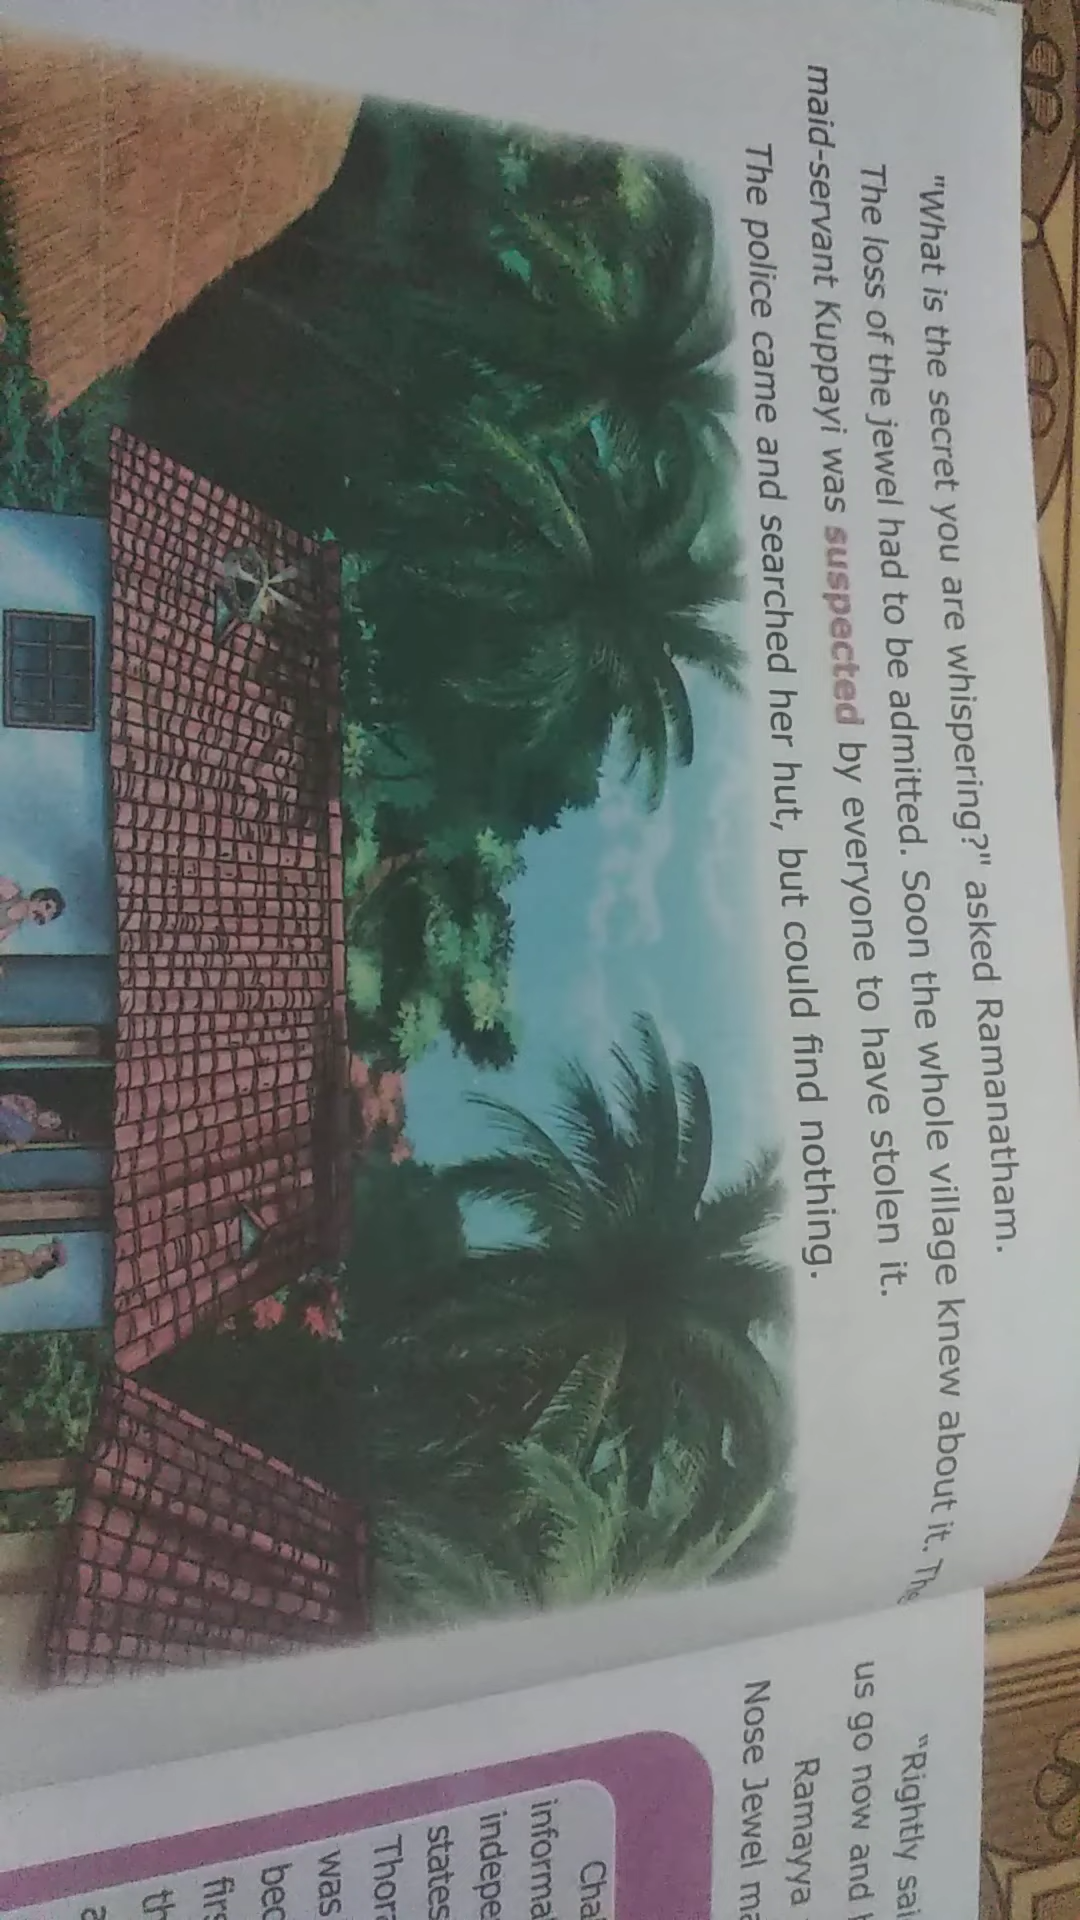 "What is the secret you are whispering?" asked Ramanatham.
The loss of the jewel had to be admitted. Soon the whole village knew about it. The
maid-servant Kuppayi was suspected by everyone to have stolen it.
The police came and searched her hut, but could find nothing.
"Rightly sai
us go now and
Ramayya
Nose Jewel ma
Cha
informa
indepe
states
Thora
was
bec
firs
th
a